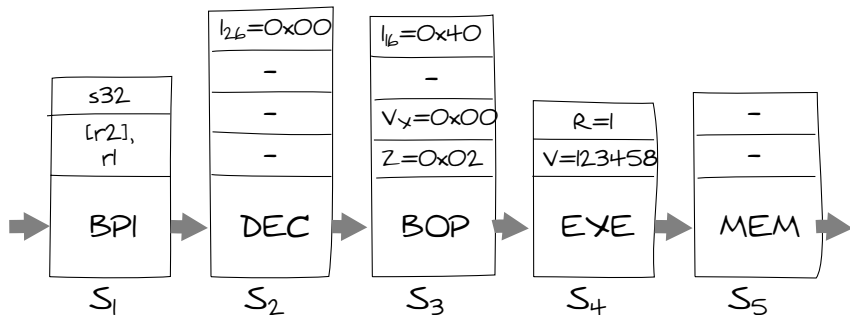 s32
[r2],
r1
BPI
S1
I26=0x00
-
-
-
DEC
S2
I16=0x40
-
Vx=0x00
Z=0x02
BOP
S3
R=1
V=123458
EXE
S4
-
-
MEM
S5